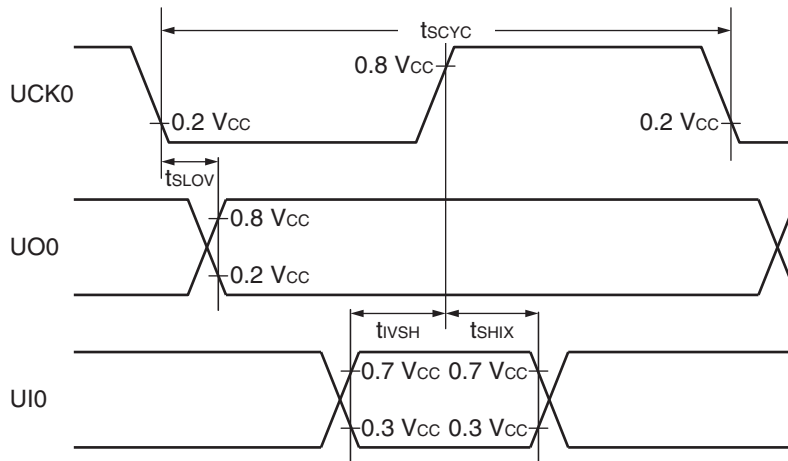 tSCYC
0.8 VCC
UCK0
0.2 VCC
0.2 VCC
tSLOV
0.8 VCC
UO0
0.2 VCC
tIVSH
tSHIX
0.7 VCC
0.7 VCC
UI0
0.3 VCC
0.3 VCC